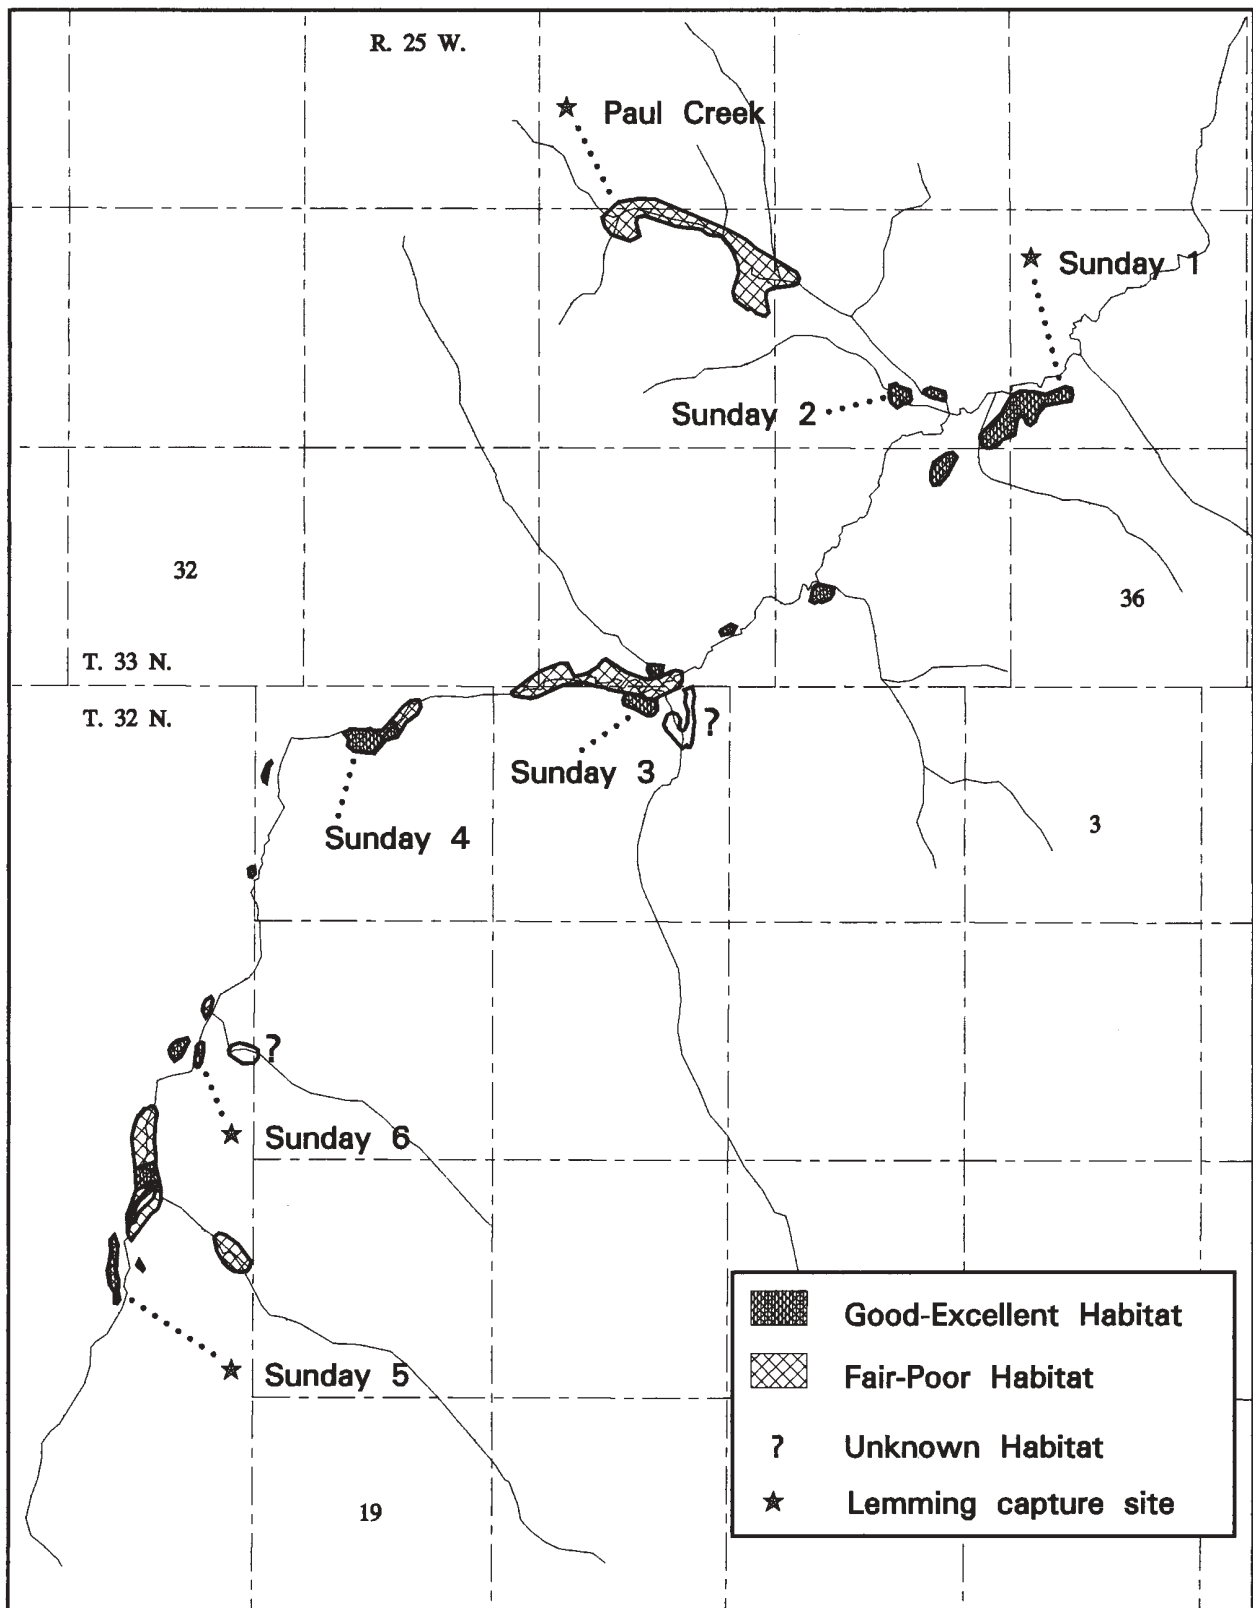 R. 25 W.
Paul Creek
Sunday 1
Sunday 2
32
36
T. 33 N.
T. 32 N.
?
Sunday 3
3
Sunday 4
?
Sunday 6
Sunday 5
19
Good-Excellent Habitat
Fair-Poor Habitat
? Unknown Habitat
Lemming capture site